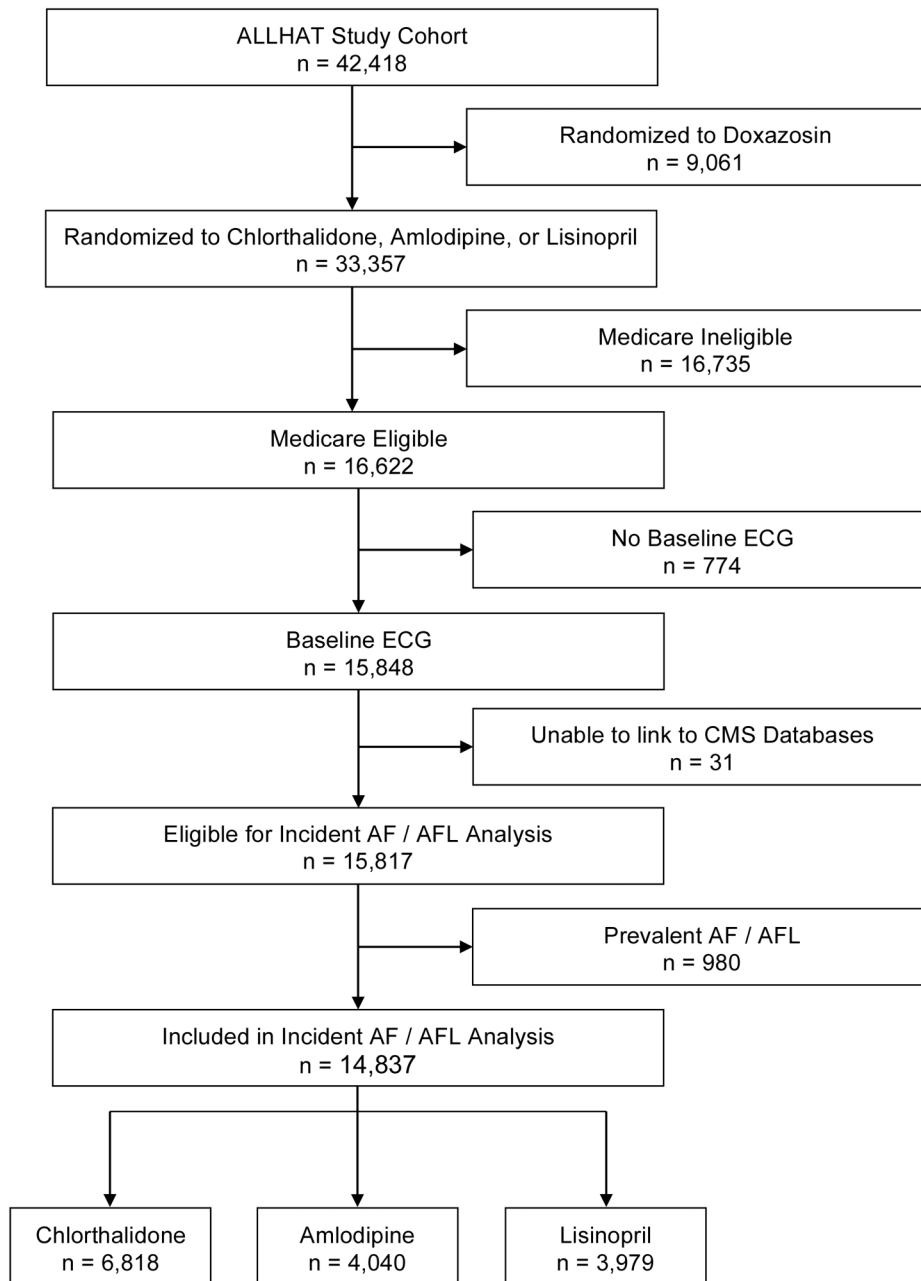 ALLHAT Study Cohort
n = 42,418
Randomized to Doxazosin
n = 9,061
Randomized to Chlorthalidone, Amlodipine, or Lisinopril
n = 33,357
Medicare Ineligible
n = 16,735
Medicare Eligible
n = 16,622
No Baseline ECG
n = 774
Baseline ECG
n = 15,848
Unable to link to CMS Databases
n = 31
Eligible for Incident AF / AFL Analysis
n = 15,817
Prevalent AF / AFL
n = 980
Included in Incident AF / AFL Analysis
n = 14,837
Chlorthalidone
n = 6,818
Amlodipine
n = 4,040
Lisinopril
n = 3,979